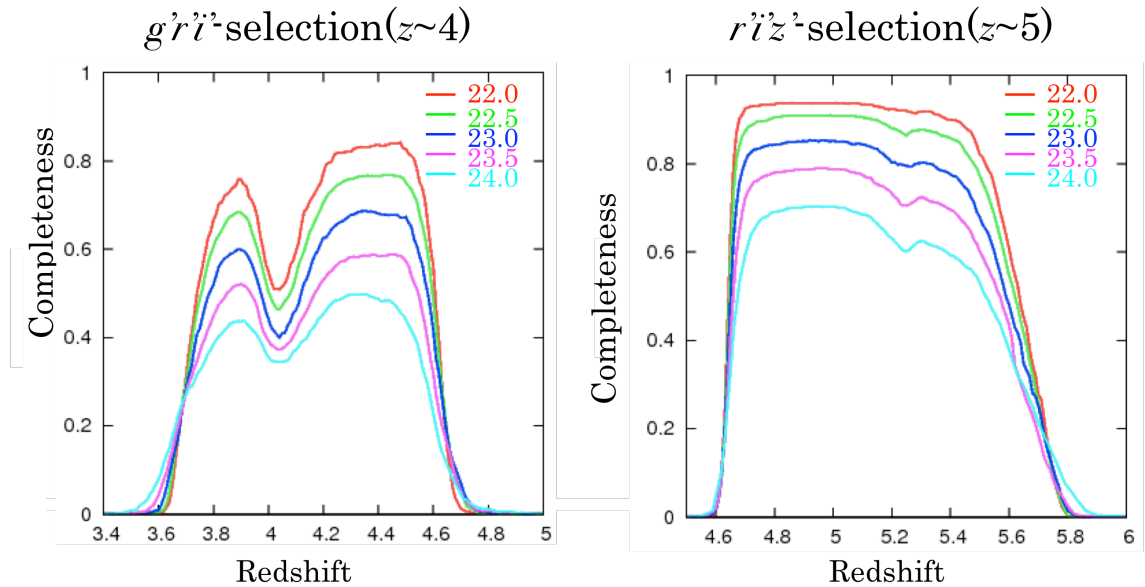 g'r'i'-selection(z~4)
1
0.8
0.6
0.4
0.2
0
22.0
22.5
23.0
23.5
24.0
Completeness
3.4 3.6 3.8 4 4.2 4.4 4.6 4.8 5
Redshift
r'i'z'-selection(z~5)
1
0.8
0.6
0.4
0.2
0
22.0
22.5
23.0
23.5
24.0
Completeness
4.6 4.8 5 5.2 5.4 5.6 5.8 6
Redshift